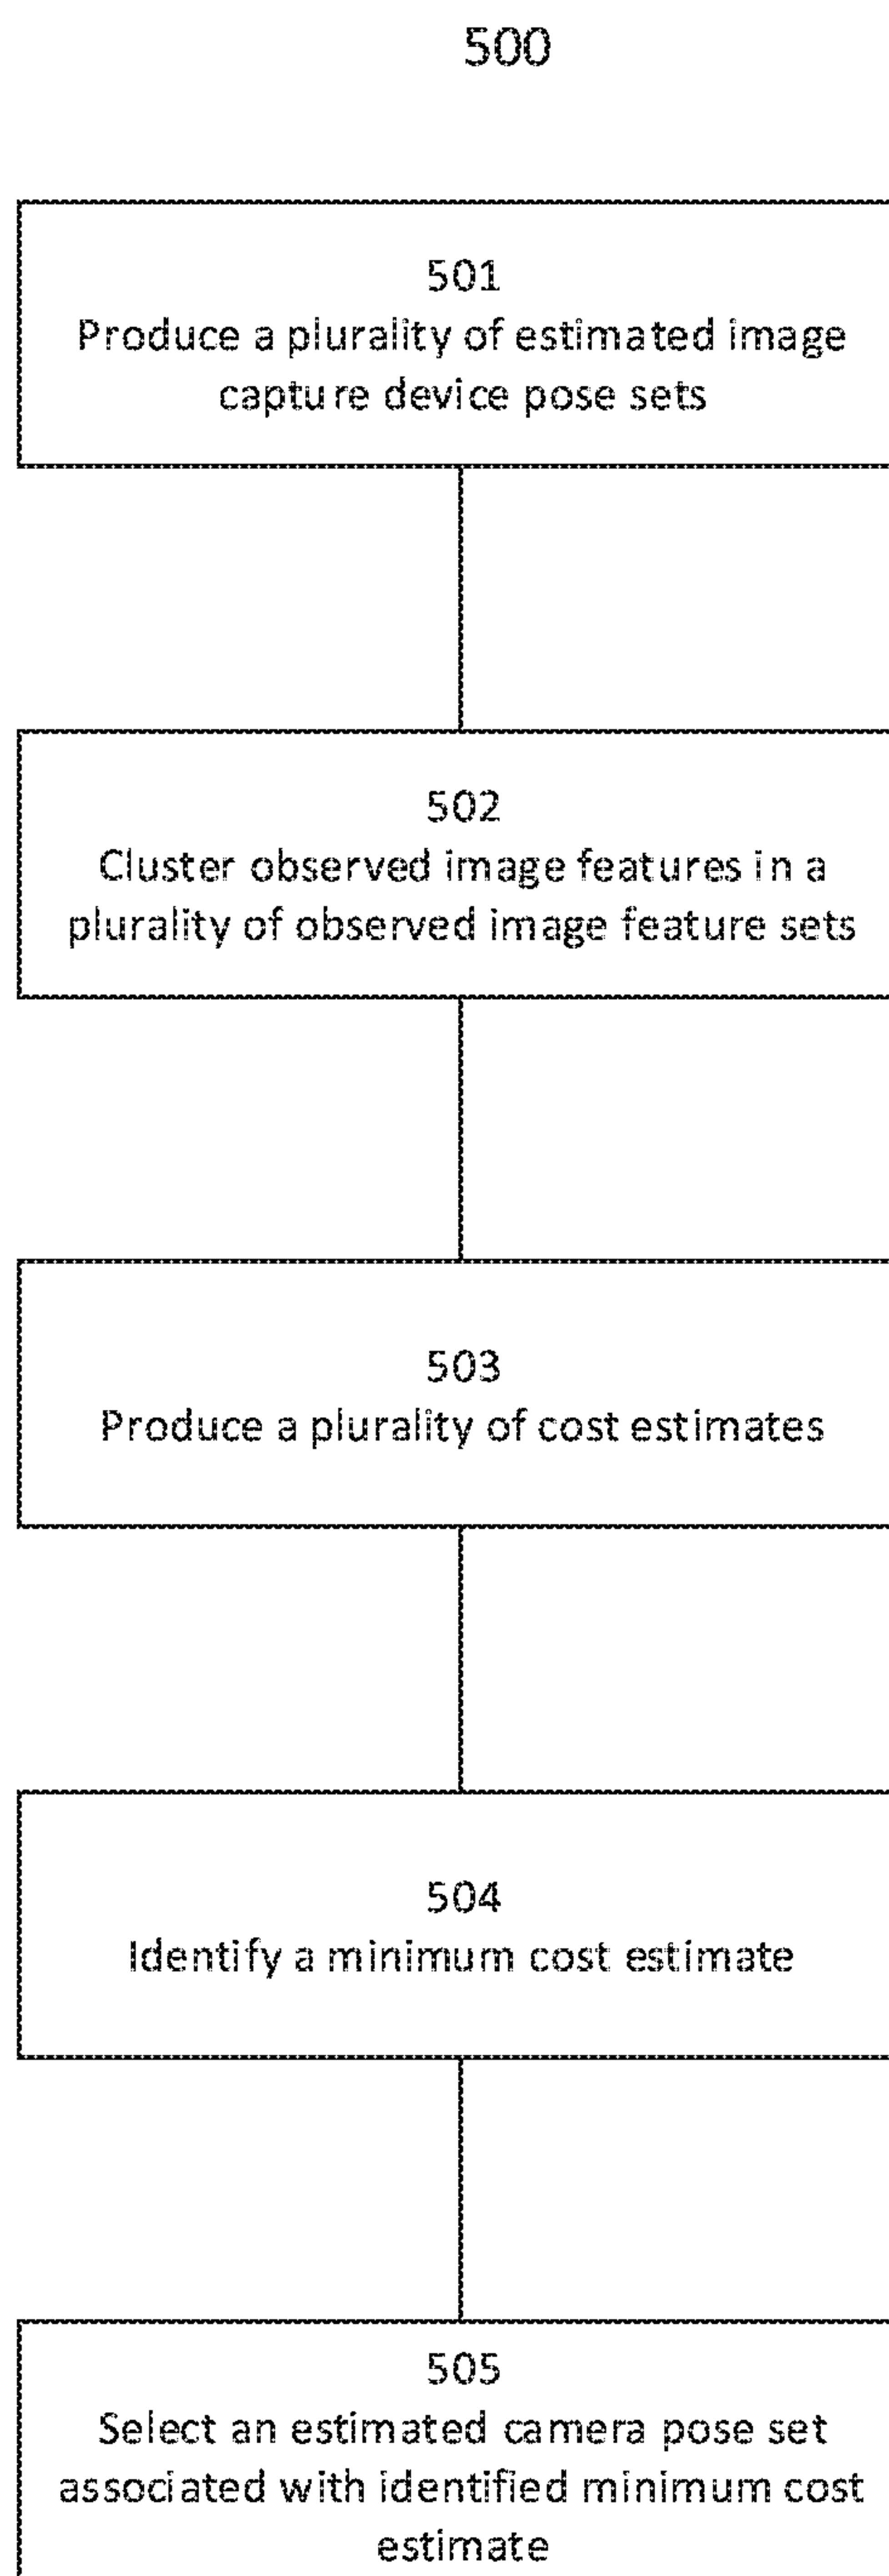 500
501
Produce a plurality of estimated image
capture device pose sets
502
Cluster observed image features in a
plurality of observed image feature sets
503
Produce a plurality of cost estimates
504
Identify a minimum cost estimate
505
Select an estimated camera pose set
associated with identified minimum cost
estimate